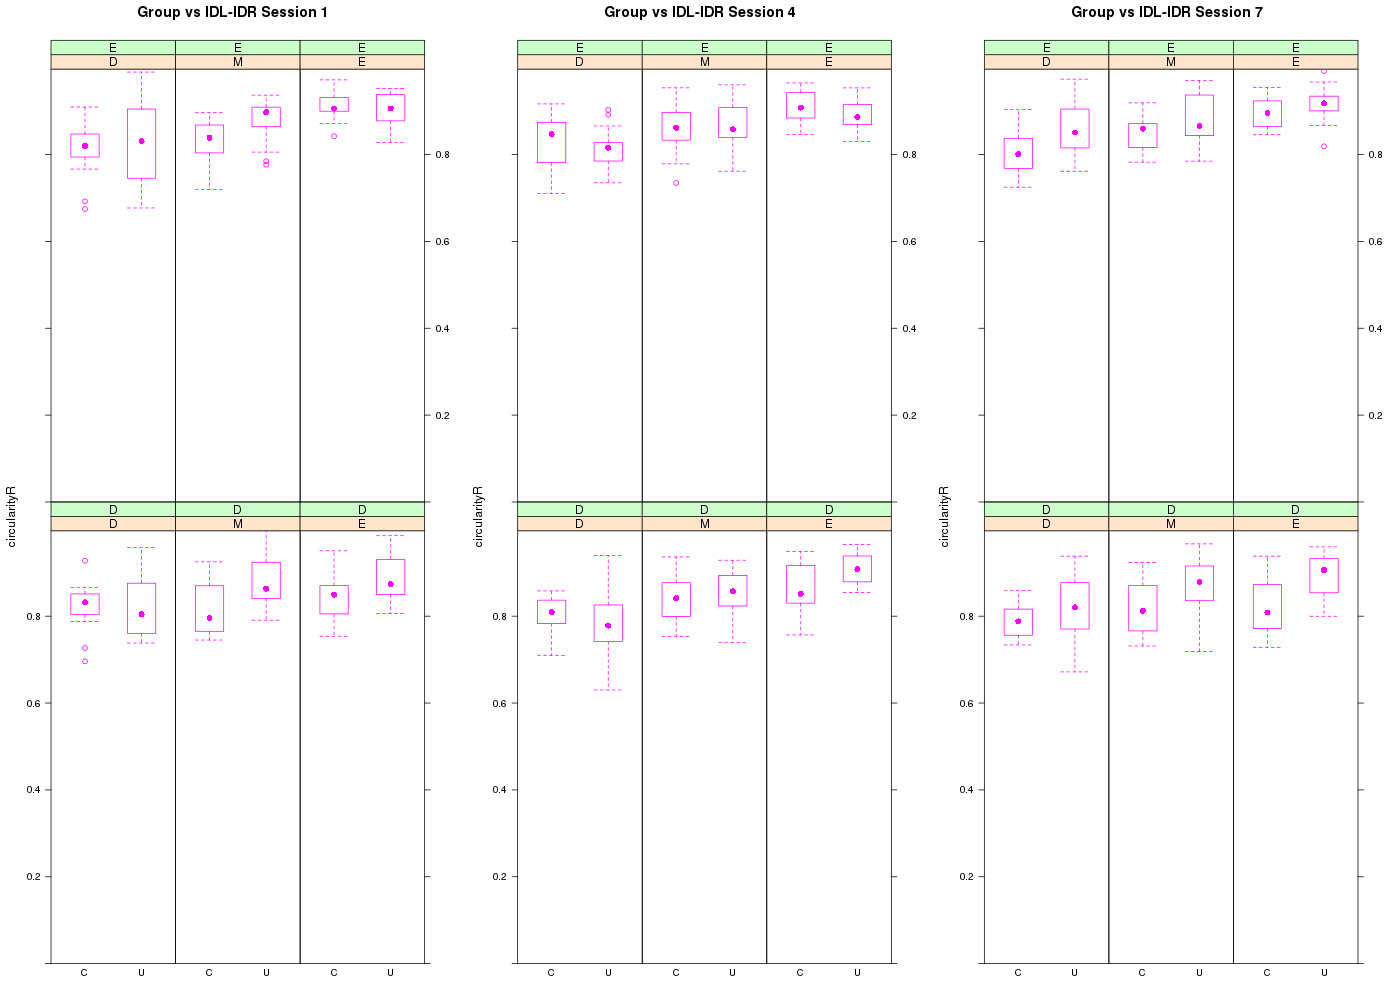 Group vs IDL-IDR Session 1
Group vs IDL-IDR Session 4
Group vs IDL-IDR Session 7
E E E E E E E E E
D M E D M E D M E
0.8 0.8 0.8
0.6 0.6 0.6
0.4 0.4 0.4
0.2 0.2 0.2
circularityR circularityR circularityR
D D D D D D D D D
D M E D M E D M E
0.8 0.8 0.8
0.6 0.6 0.6
0.4 0.4 0.4
0.2 0.2 0.2
C U C U C U C U C U C U C U C U C U